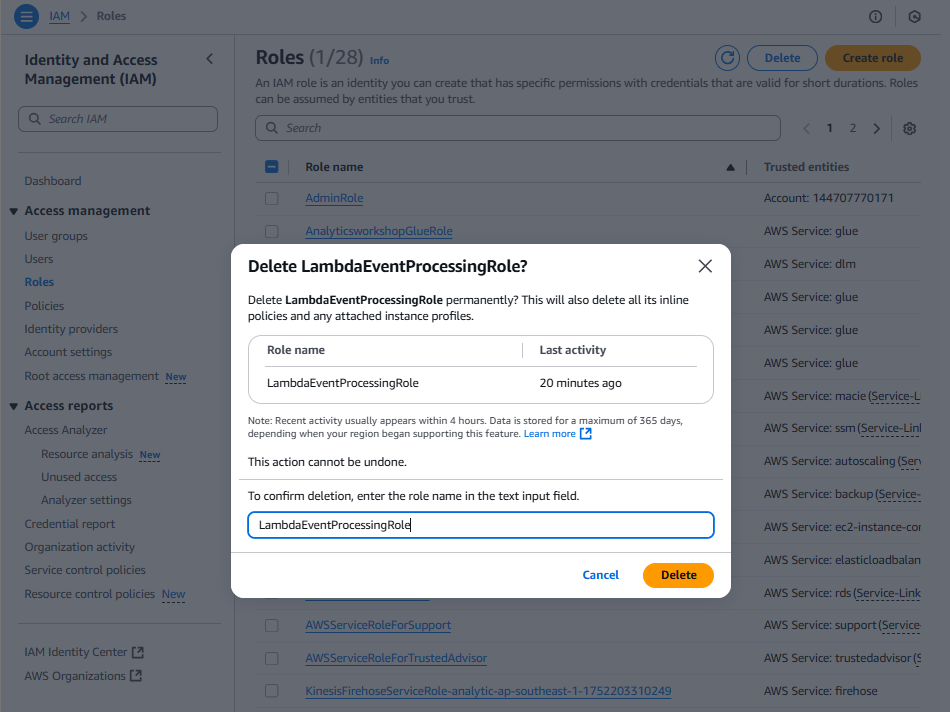 IAM > Roles
Identity and Access
Management (IAM)
Search IAM
Dashboard
Access management
User groups
Users
Roles
Policies
Identity providers
Account settings
Root access management New
Access reports
Access Analyzer
Resource analysis New
Unused access
Analyzer settings
Credential report
Organization activity
Service control policies
Resource control policies New
IAM Identity Center
AWS Organizations
Roles (1/28) Info
Delete
Create role
An IAM role is an identity you can create that has specific permissions with credentials that are valid for short durations. Roles
can be assumed by entities that you trust.
Search
1 2
Role name Trusted entities
AdminRole Account: 144707770171
AnalyticsworkshopGlueRole AWS Service: glue
AWS Service: dlm
AWS Service: glue
AWS Service: glue
AWS Service: glue
AWS Service: macie (Service-L
AWS Service: ssm (Service-Lin
AWS Service: autoscaling (Serv
AWS Service: backup (Service-
AWS Service: ec2-instance-con
AWS Service: elasticloadbalan
AWS Service: rds (Service-Link
AWSServiceRoleForSupport AWS Service: support (Service-
AWSServiceRoleForTrustedAdvisor AWS Service: trustedadvisor (S
KinesisFirehoseServiceRole-analytic-ap-southeast-1-1752203310249 AWS Service: firehose
Delete LambdaEventProcessingRole?
Delete LambdaEventProcessingRole permanently? This will also delete all its inline
policies and any attached instance profiles.
Role name Last activity
LambdaEventProcessingRole 20 minutes ago
Note: Recent activity usually appears within 4 hours. Data is stored for a maximum of 365 days,
depending when your region began supporting this feature. Learn more
This action cannot be undone.
To confirm deletion, enter the role name in the text input field.
LambdaEventProcessingRole
Cancel
Delete